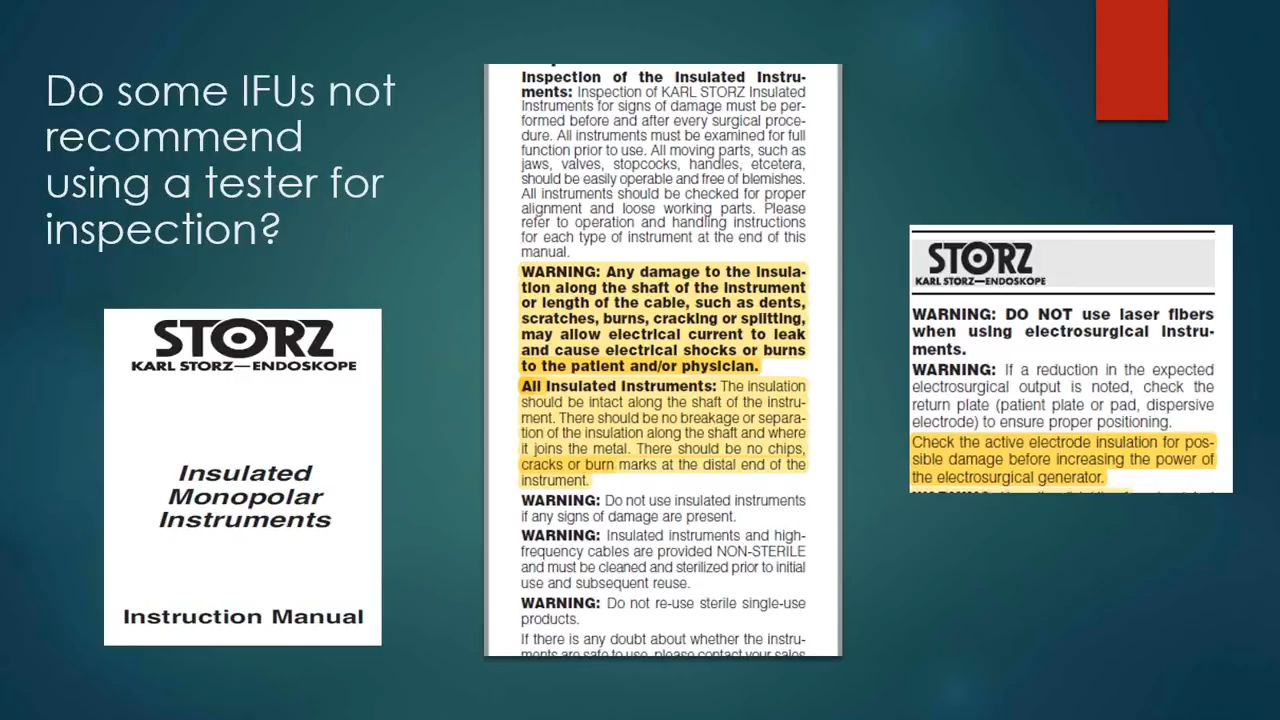 Do some IFUs not
recommend
using a tester for
inspection?
STORZ
KARL STORZ—ENDOSKOPE
Insulated
Monopolar
Instruments
Instruction Manual
Inspection of the Insulated Instru-
ments: Inspection of KARL STORZ Insulated
Instruments for signs of damage must be per-
formed before and after every surgical proce-
dure. All instruments must be examined for full
function prior to use. All moving parts, such as
jaws, valves, stopcocks, handles, etcetera,
should be easily operable and free of blemishes.
All instruments should be checked for proper
alignment and loose working parts. Please
refer to operation and handling instructions
for each type of instrument at the end of this
manual.
WARNING: Any damage to the insula-
tion along the shaft of the instrument
or length of the cable, such as dents,
scratches, burns, cracking or splitting,
may allow electrical current to leak
and cause electrical shocks or burns
to the patient and/or physician.
All Insulated Instruments: The insulation
should be intact along the shaft of the instru-
ment. There should be no breakage or separa-
tion of the insulation along the shaft and where
it joins the metal. There should be no chips,
cracks or burn marks at the distal end of the
instrument.
WARNING: Do not use insulated instruments
if any signs of damage are present.
WARNING: Insulated instruments and high-
frequency cables are provided NON-STERILE
and must be cleaned and sterilized prior to initial
use and subsequent reuse.
WARNING: Do not re-use sterile single-use
products.
If there is any doubt about whether the instru-
ments are safe to use, please contact your sales
STORZ
KARL STORZ—ENDOSKOPE
WARNING: DO NOT use laser fibers
when using electrosurgical instru-
ments.
WARNING: If a reduction in the expected
electrosurgical output is noted, check the
return plate (patient plate or pad, dispersive
electrode) to ensure proper positioning.
Check the active electrode insulation for pos-
sible damage before increasing the power of
the electrosurgical generator.